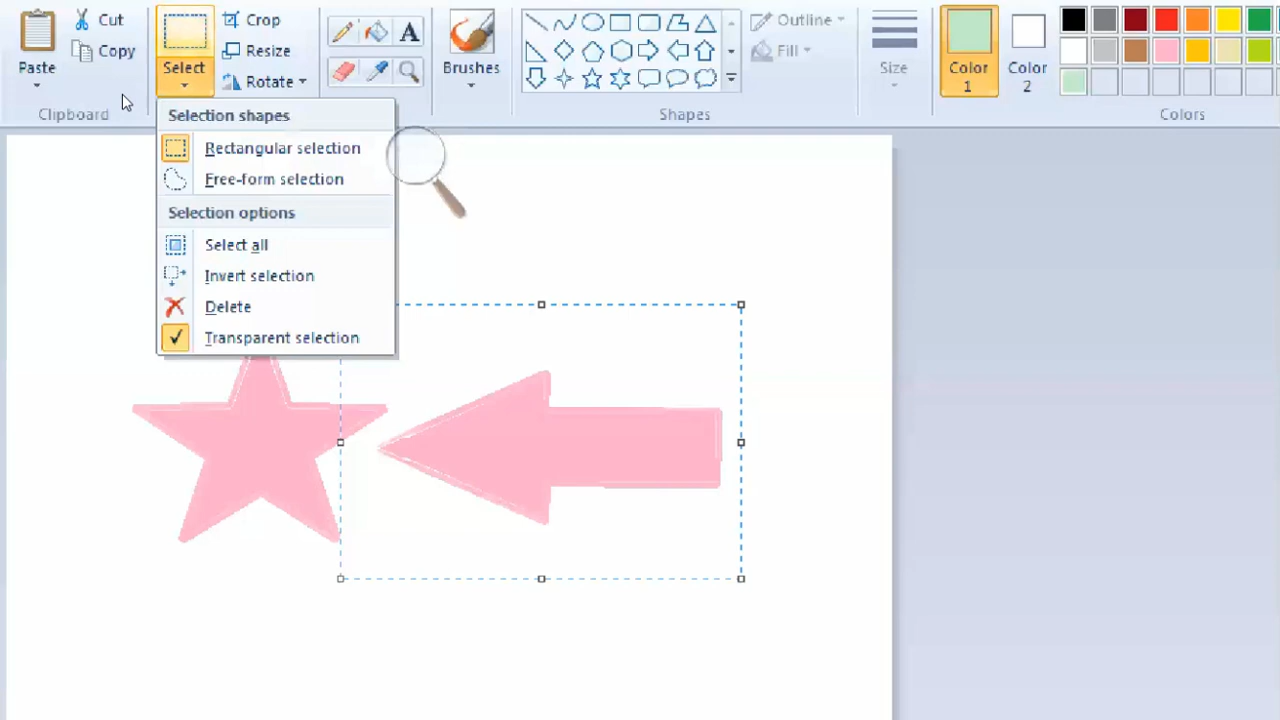 Paste
Cut
Copy
Clipboard
Select
Crop
Resize
Rotate
A
Brushes
Shapes
Outline
Fill
Size
Color
1
Color
2
Colors
Selection shapes
Rectangular selection
Free-form selection
Selection options
Select all
Invert selection
Delete
Transparent selection